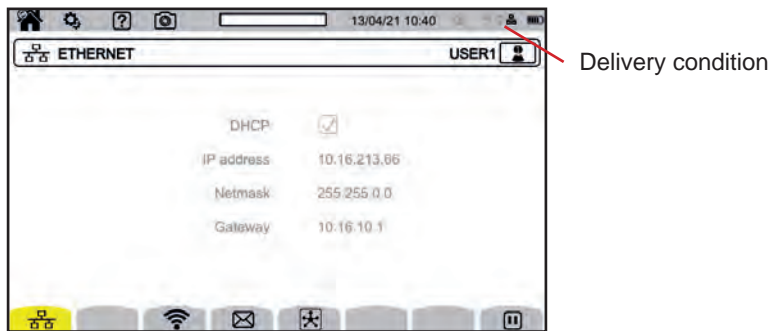 13/04/21 10:40
ETHERNET USER1
Delivery condition
DHCP
IP address 10.16.213.66
Netmask 255.255.0.0
Gateway 10.16.10.1